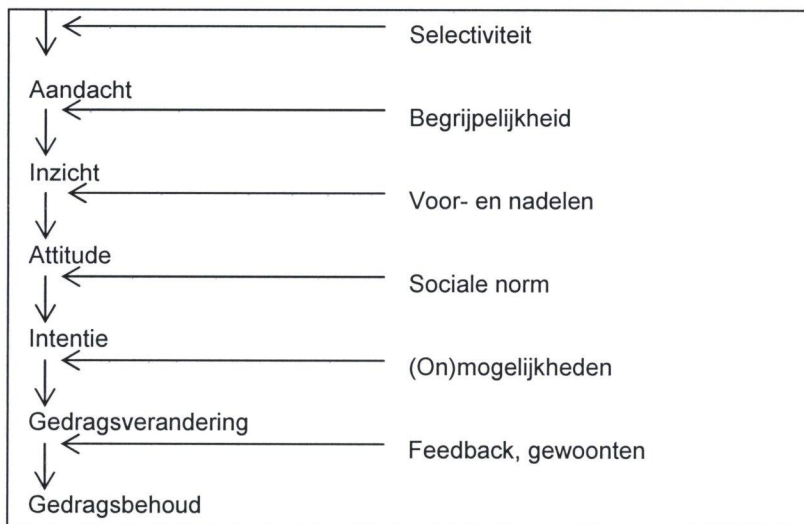 Selectiviteit
Aandacht
Begrijpelijkheid
Inzicht
Voor- en nadelen
Attitude
Sociale norm
Intentie
(On)mogelijkheden
Gedragsverandering
Feedback, gewoonten
Gedragsbehoud